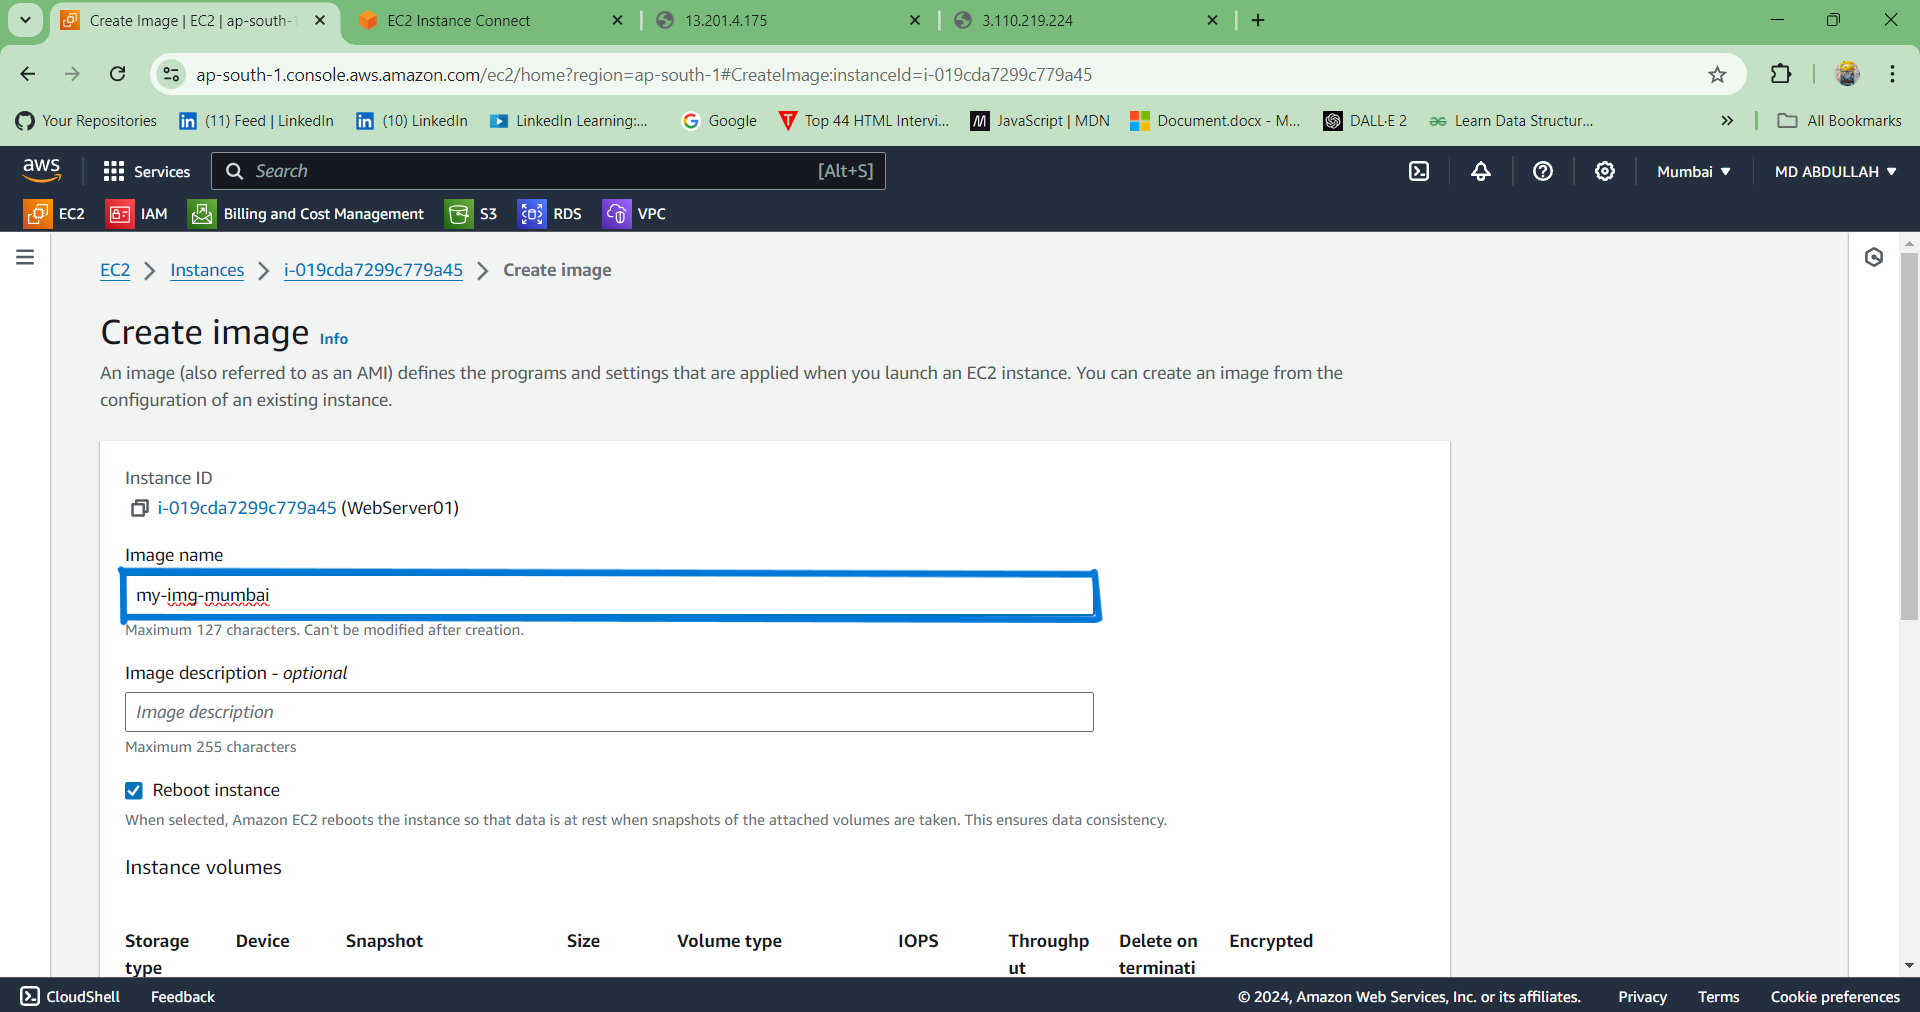 Create Image | EC2 | ap-south-1
EC2 Instance Connect
13.201.4.175
3.110.219.224
ap-south-1.console.aws.amazon.com/ec2/home?region=ap-south-1#CreateImage:instanceId=i-019cda7299c779a45
Your Repositories
(11) Feed | LinkedIn
(10) LinkedIn
LinkedIn Learning:...
Google
Top 44 HTML Intervi...
JavaScript | MDN
Document.docx - M...
DALL·E 2
Learn Data Structur...
All Bookmarks
aws
Services
Search
[Alt+S]
Mumbai
MD ABDULLAH
EC2
IAM
Billing and Cost Management
S3
RDS
VPC
EC2 > Instances > i-019cda7299c779a45 > Create image
Create image Info
An image (also referred to as an AMI) defines the programs and settings that are applied when you launch an EC2 instance. You can create an image from the
configuration of an existing instance.
Instance ID
i-019cda7299c779a45 (WebServer01)
Image name
my-img-mumbai
Maximum 127 characters. Can't be modified after creation.
Image description - optional
Image description
Maximum 255 characters
Reboot instance
When selected, Amazon EC2 reboots the instance so that data is at rest when snapshots of the attached volumes are taken. This ensures data consistency.
Instance volumes
Storage Device Snapshot Size Volume type IOPS Throughp Delete on Encrypted
type ut terminati
CloudShell
Feedback
© 2024, Amazon Web Services, Inc. or its affiliates.
Privacy
Terms
Cookie preferences